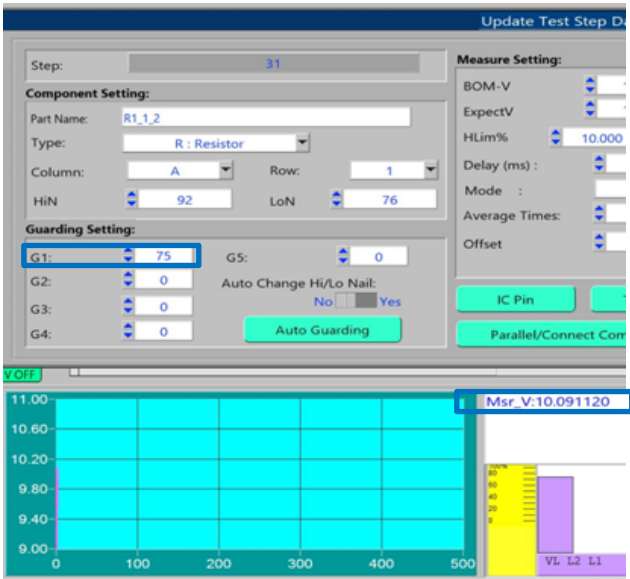 Update Test Step Da
Step: 31
Component Setting:
Part Name: R1_1_2
Type: R : Resistor
Column: A Row: 1
HiN 92 LoN 76
Guarding Setting:
G1: 75 G5: 0
G2: 0 Auto Change Hi/Lo Nail:
G3: 0 No Yes
G4: 0 Auto Guarding
Measure Setting:
BOM-V
ExpectV
HLim% 10.000
Delay (ms) :
Mode :
Average Times:
Offset
IC Pin
Parallel/Connect Com
V OFF
11.00
10.60
10.20
9.80
9.40
9.00
0 100 200 300 400 500
Msr_V:10.091120
100%
80
60
40
20
0
VL L2 L1